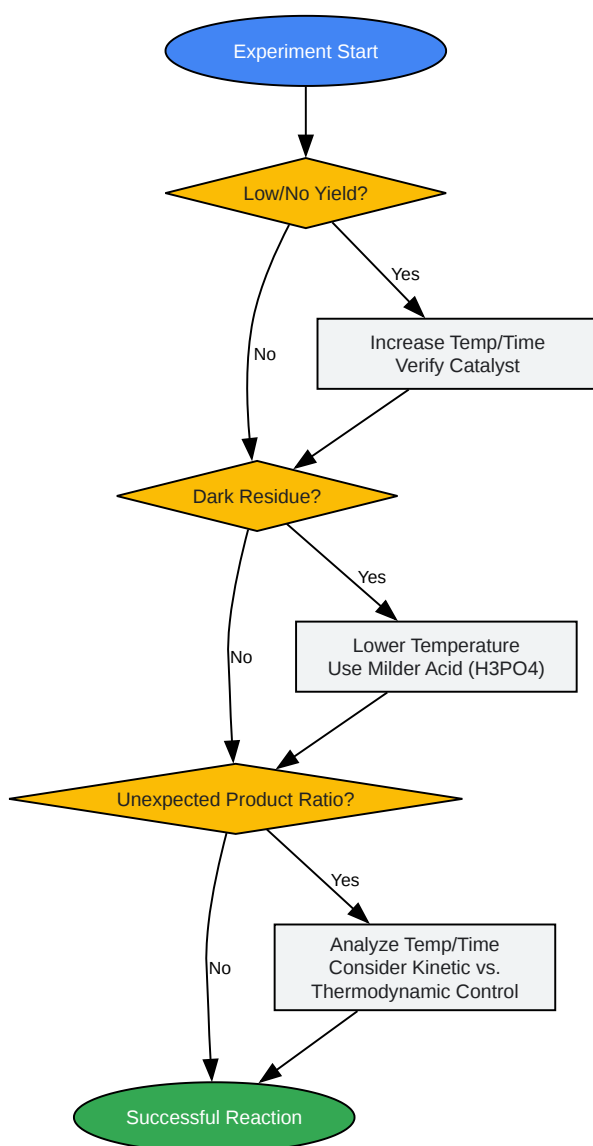 Experiment Start
Low/No Yield?
Yes
No
Increase Temp/Time
Verify Catalyst
Dark Residue?
Yes
No
Lower Temperature
Use Milder Acid (H3PO4)
Unexpected Product Ratio?
Yes
No
Analyze Temp/Time
Consider Kinetic vs.
Thermodynamic Control
Successful Reaction